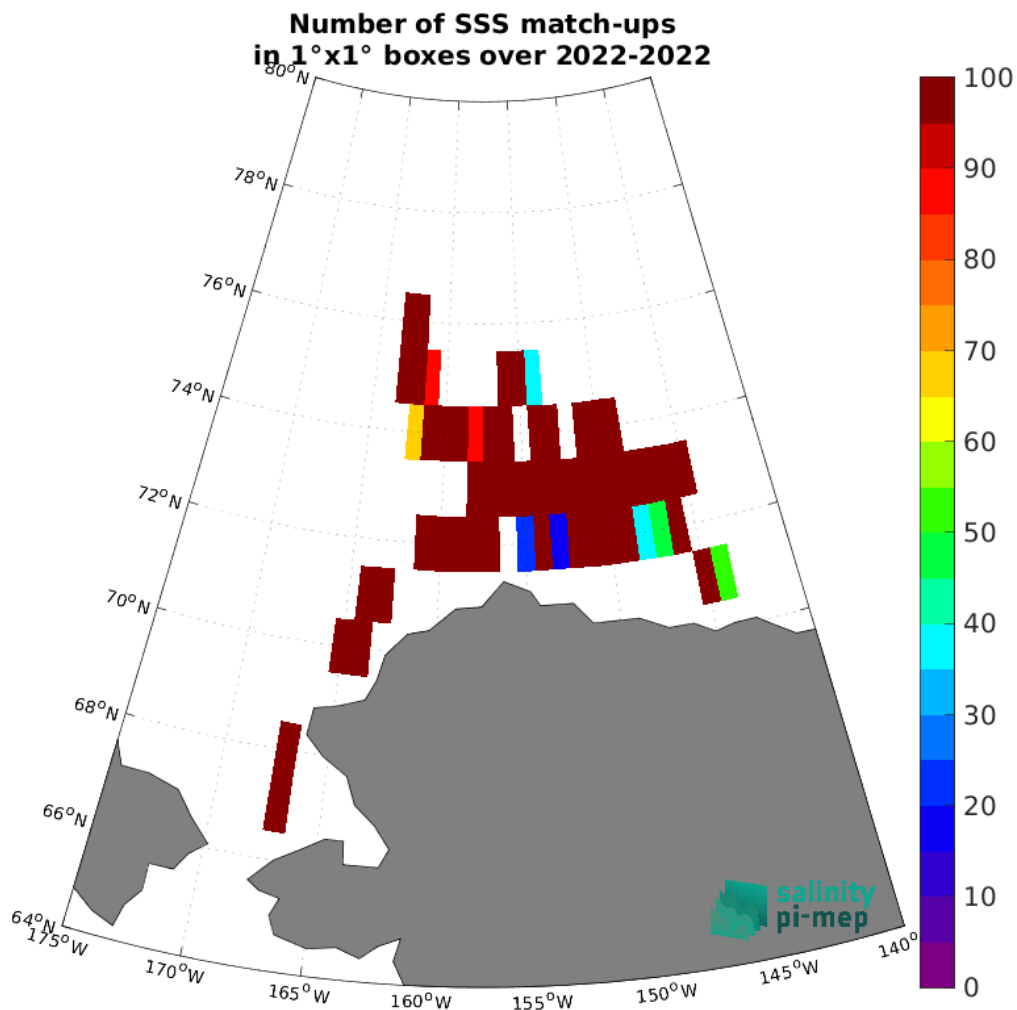 Number of SSS match-ups
in 1°x1° boxes over 2022-2022
80°N
78°N
76°N
74°N
72°N
70°N
68°N
66°N
64°N
175°W
170°W
165°W
160°W
155°W
150°W
145°W
140°
100
90
80
70
60
50
40
30
20
10
0
salinity
pi-mep